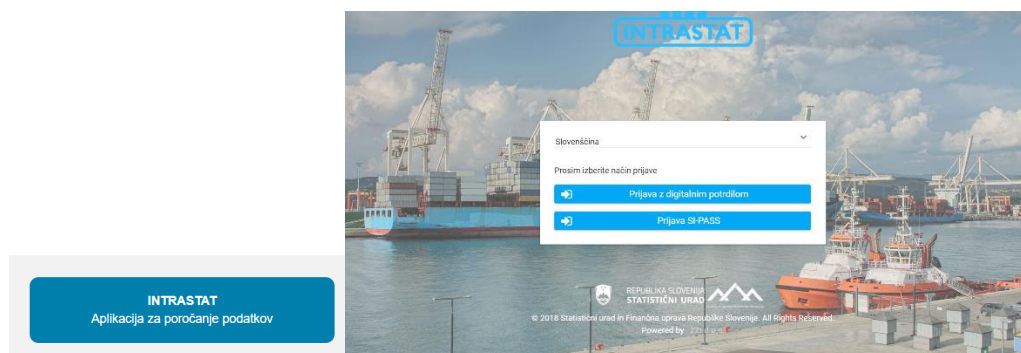 INTRASTAT
Aplikacija za poročanje podatkov
INTRASTAT
Slovenščina
Prosim izberite način prijave
Prijava z digitalnim potrdilom
Prijava SI-PASS
REPUBLIKA SLOVENIJA
STATISTIČNI URAD
© 2018 Statistični urad in Finančna uprava Republike Slovenije. All Rights Reserved.
Powered by